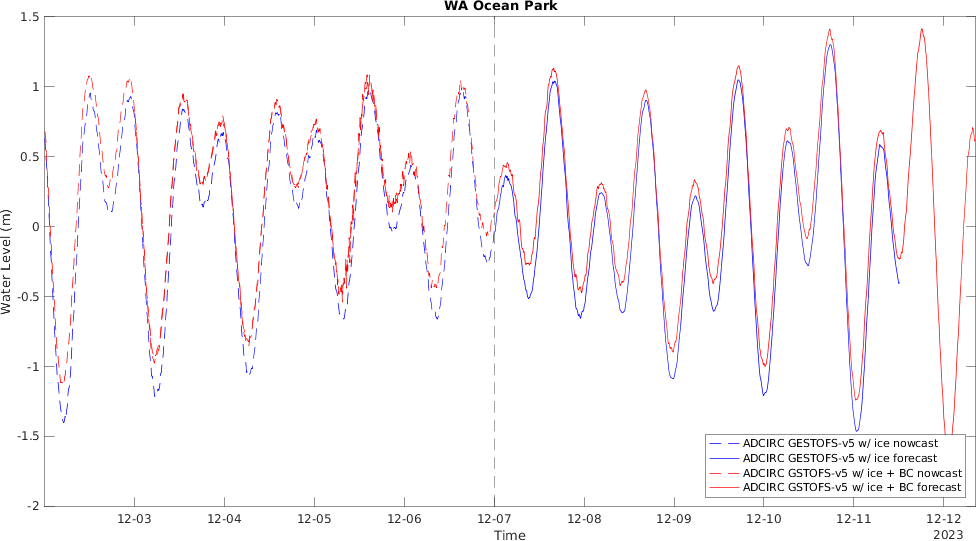 WA Ocean Park
1.5
1
0.5
0
-0.5
-1
-1.5
-2
Water Level (m)
12-03 12-04 12-05 12-06 12-07 12-08 12-09 12-10 12-11 12-12
Time
2023
ADCIRC GESTOFS-v5 w/ ice nowcast
ADCIRC GESTOFS-v5 w/ ice forecast
ADCIRC GSTOFS-v5 w/ ice + BC nowcast
ADCIRC GSTOFS-v5 w/ ice + BC forecast